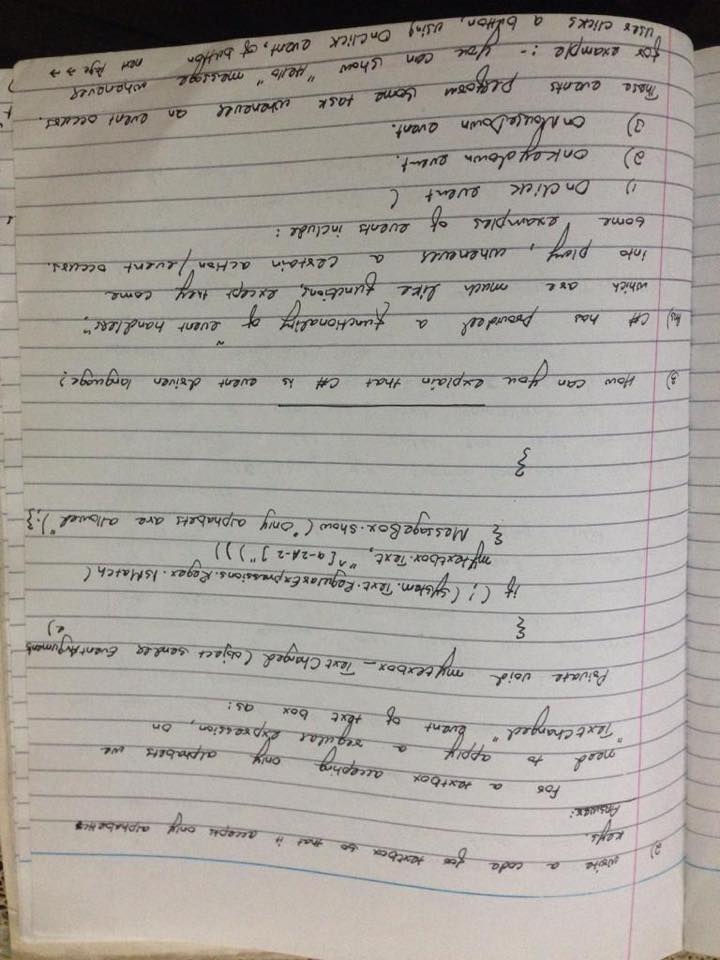 2) write a code for textbox so that it accepts only alphabetics
keys.
Answer:
For a textbox accepting only alphabets we
need to apply a regular expression, on
"TextChanged" event of text box as:
Private void mytexbox_TextChanged (object sender, EventArguments
e)
{
if ( ! (System.Text.RegularExpressions.Regex.IsMatch (
mytextbox.Text, "^[a-zA-Z]") ) )
{ MessageBox.show ("Only alphabets are allowed"); }
}
3) How can you explain that C# is event driven language?
Ans) C# has provided a functionality of "event handlers",
which are much like functions, except they come
into play, whenever a certain action/event occurs.
Some examples of events include:
1) OnClick event (
2) OnKeydown event.
3) OnMouseDown event.
These events perform some task whenever an event occurs.
for example:- you can show "Hello" message whenever
user clicks a button, using OnClick event, of button
next Page →→